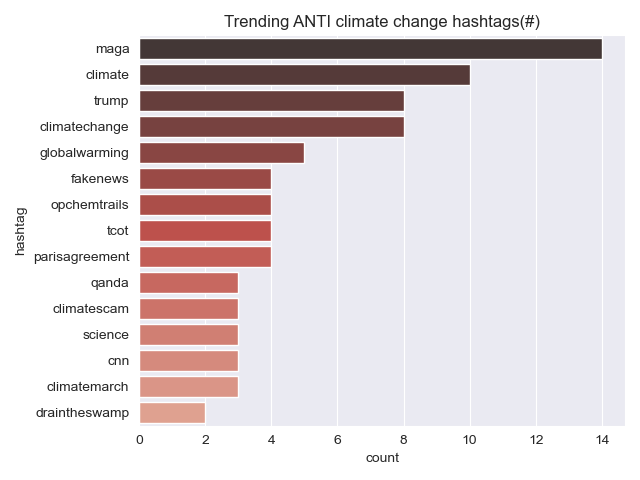 Trending ANTI climate change hashtags(#)
maga
climate
trump
climatechange
globalwarming
fakenews
opchemtrails
tcot
parisagreement
qanda
climatescam
science
cnn
climatemarch
draintheswamp
hashtag
0 2 4 6 8 10 12 14
count